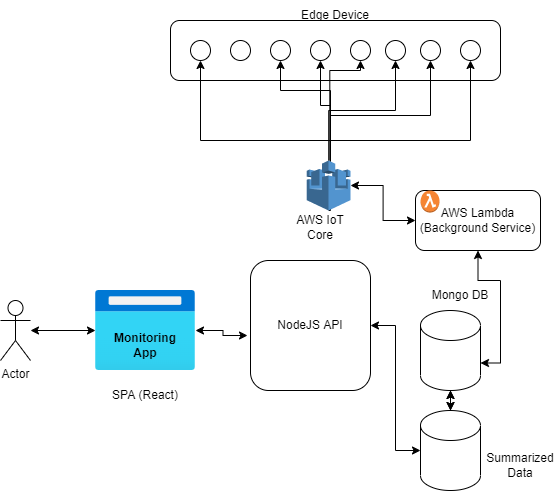 Edge Device
AWS IoT
Core
AWS Lambda
(Background Service)
Mongo DB
NodeJS API
Monitoring
App
Actor
SPA (React)
Summarized
Data